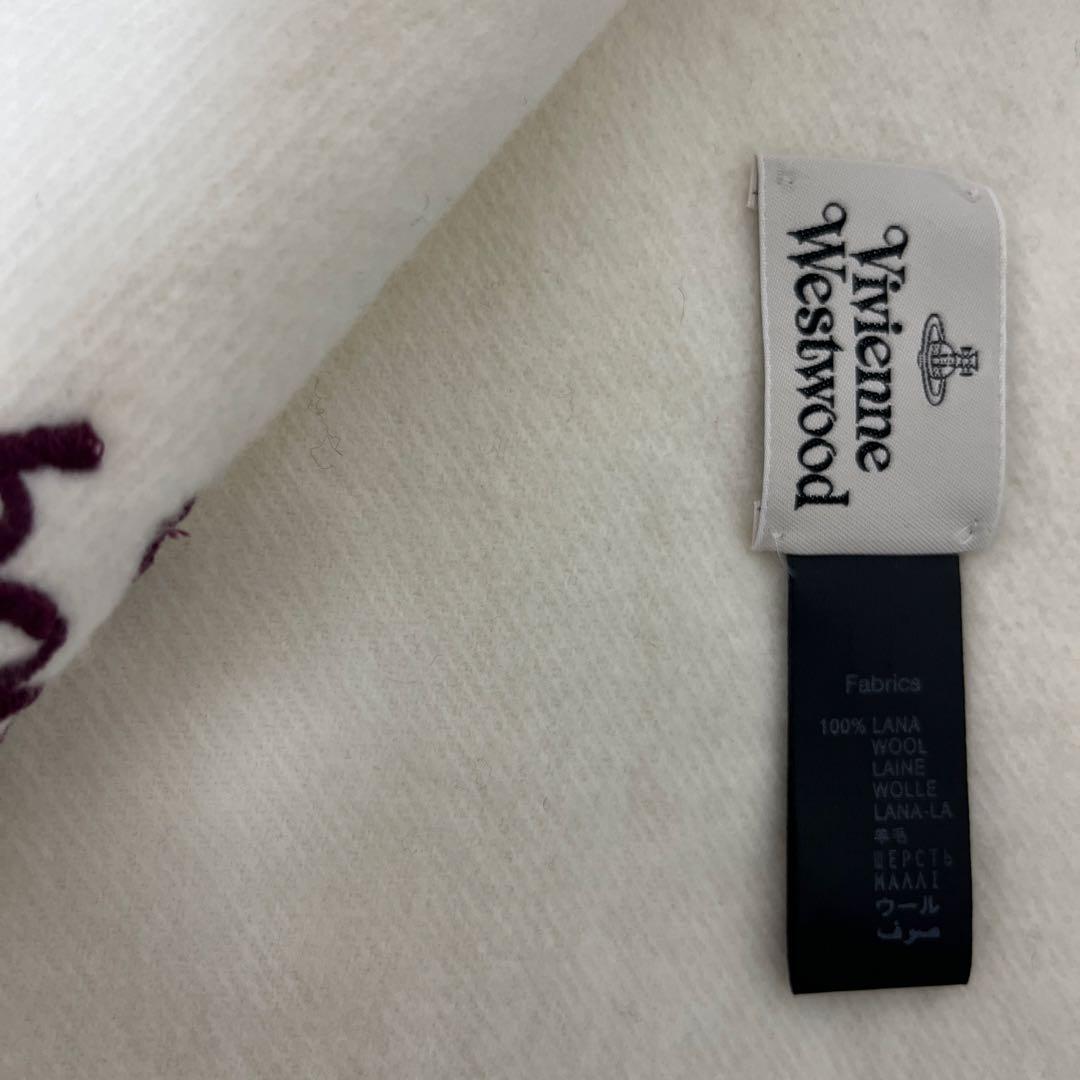 Vivienne
Westwood
Fabrics
100% LANA
WOOL
LAINE
WOLLE
LANA-LA
羊毛
ШЕРСТЬ
ΜΑΛΛΙ
ウール
صوف